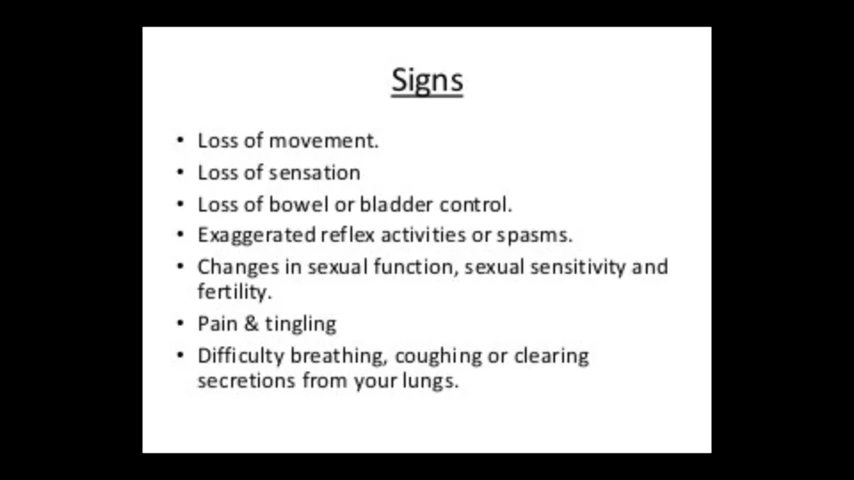 Signs
• Loss of movement.
• Loss of sensation
• Loss of bowel or bladder control.
• Exaggerated reflex activities or spasms.
• Changes in sexual function, sexual sensitivity and
fertility.
• Pain & tingling
• Difficulty breathing, coughing or clearing
secretions from your lungs.